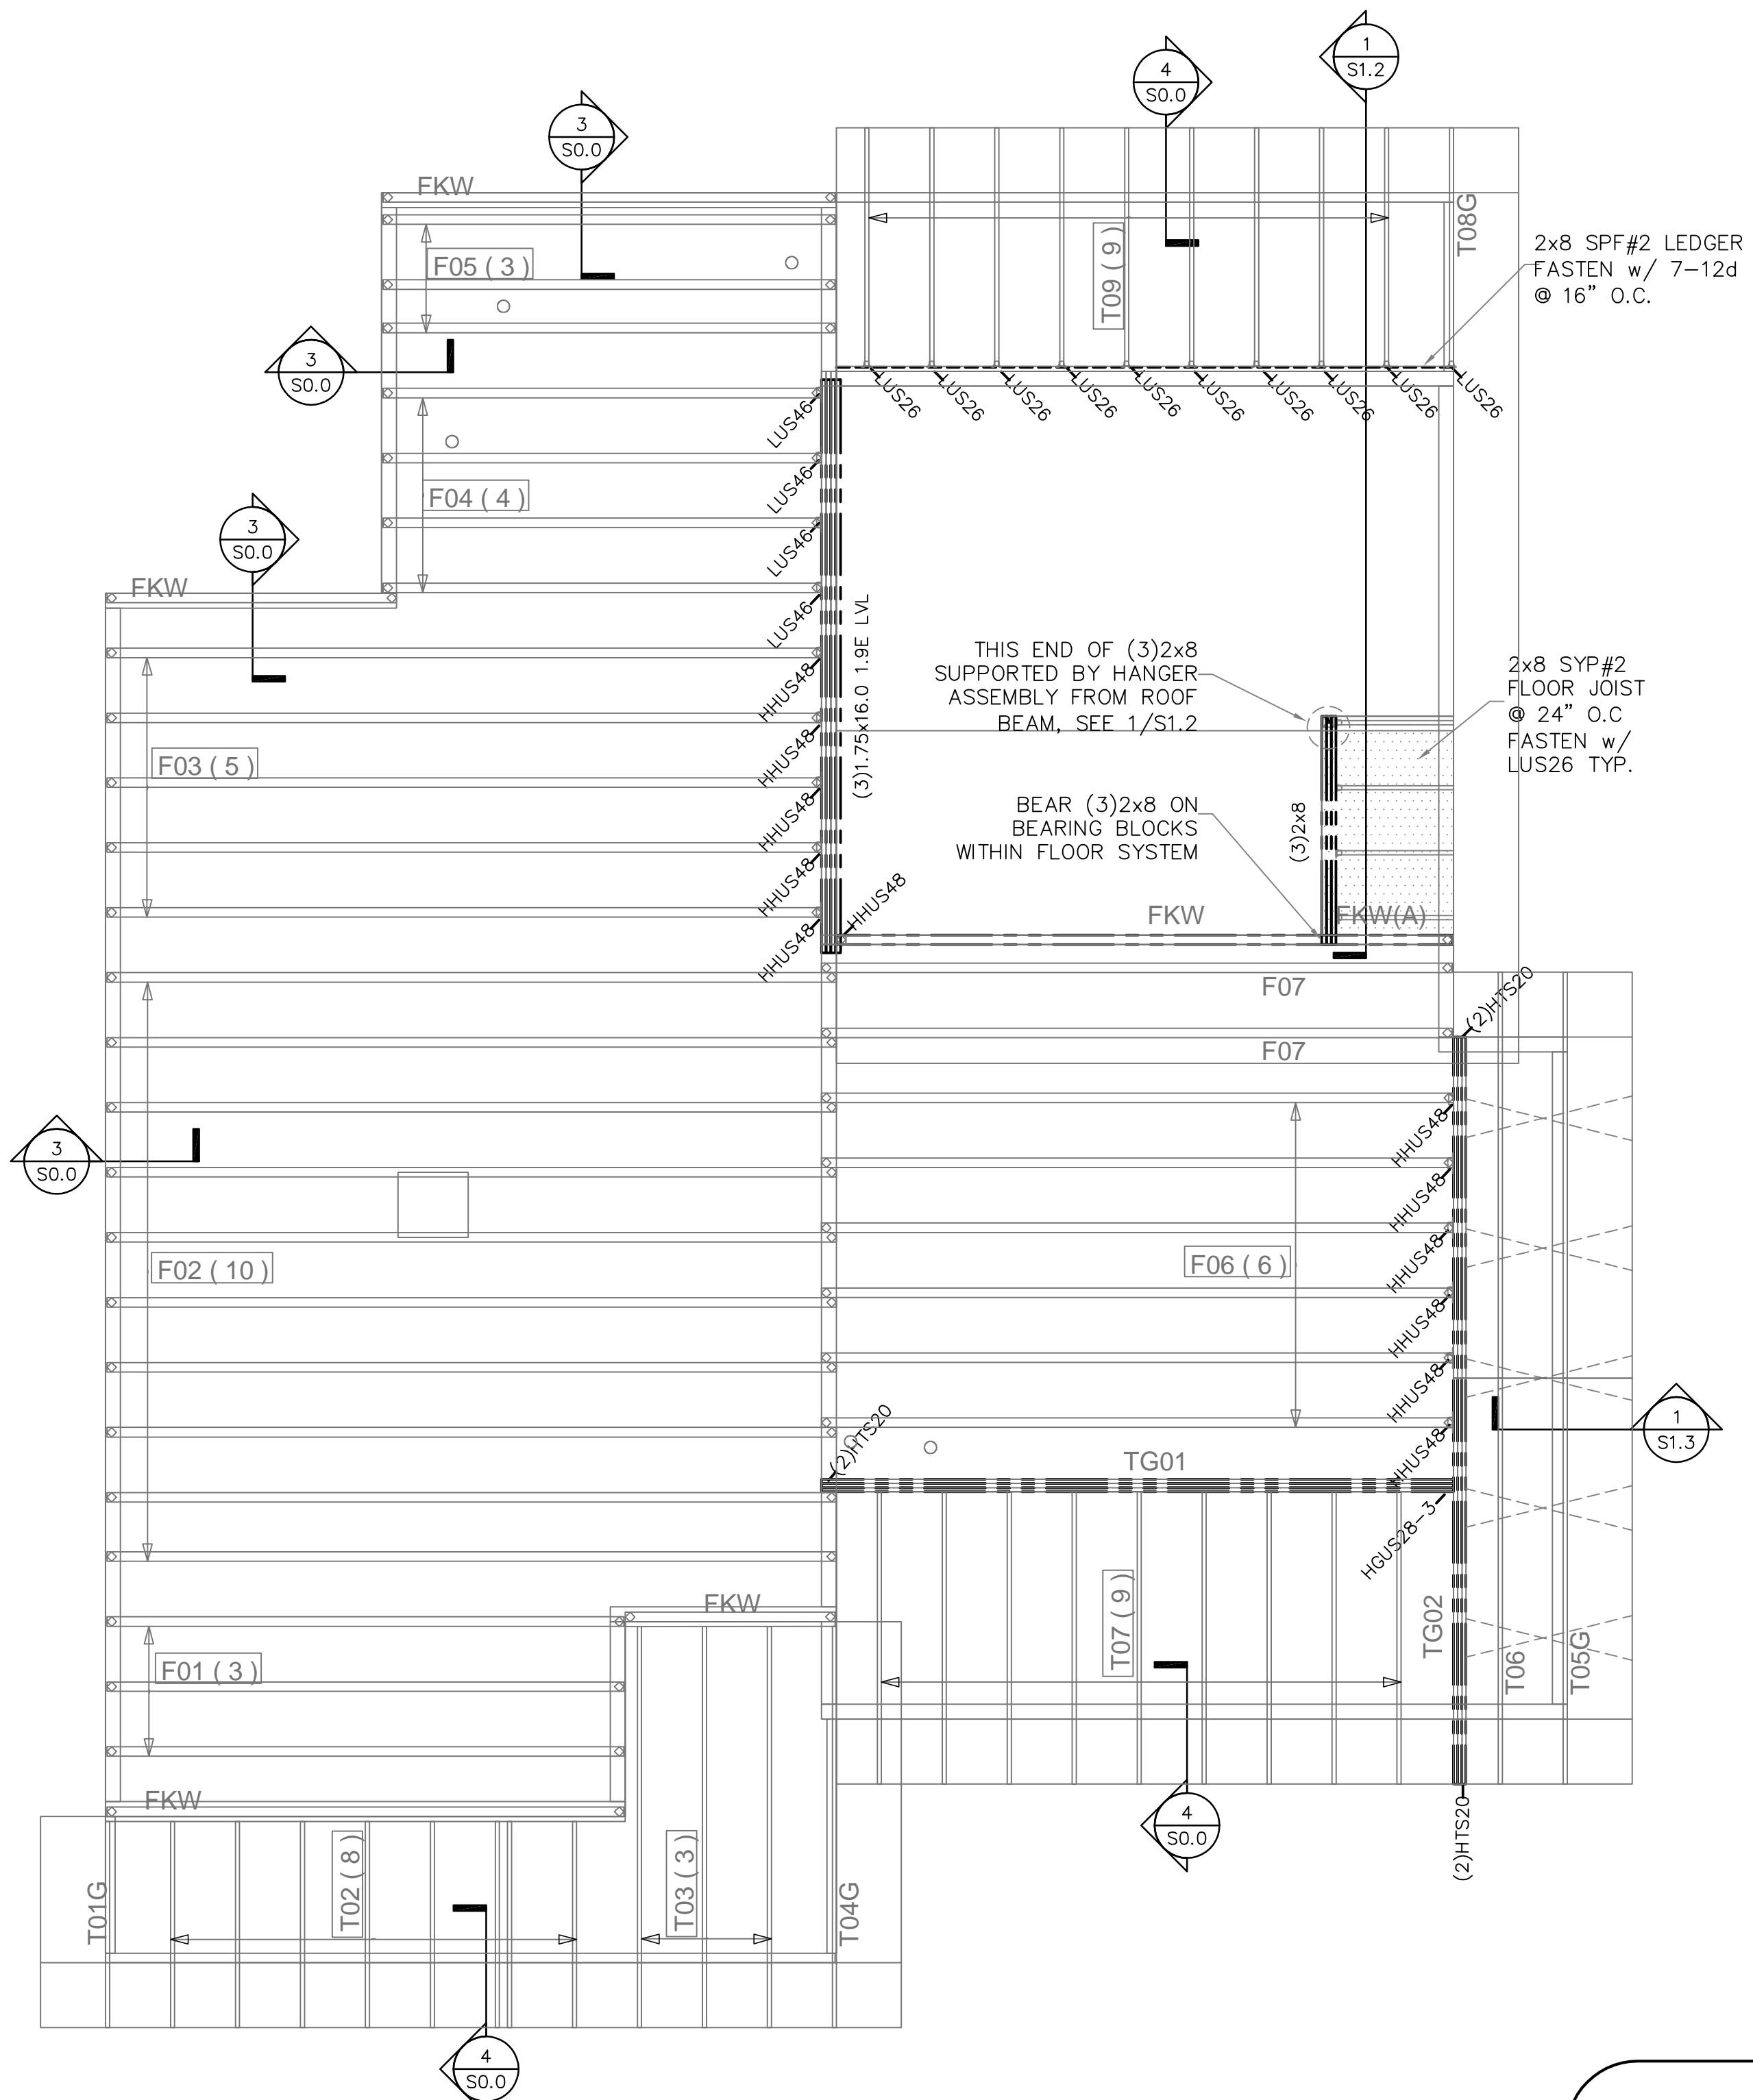 1
S1.2
4
S0.0
3
S0.0
FKW
T08G
F05 ( 3 )
T09 ( 9 )
2x8 SPF#2 LEDGER
FASTEN w/ 7-12d
@ 16" O.C.
3
S0.0
LUS26
LUS26
LUS26
LUS26
LUS26
LUS26
LUS26
LUS26
LUS26
LUS26
LUS46
LUS46
LUS46
LUS46
F04 ( 4 )
3
S0.0
FKW
(3)1.75x16.0 1.9E LVL
THIS END OF (3)2x8
SUPPORTED BY HANGER
ASSEMBLY FROM ROOF
BEAM, SEE 1/S1.2
2x8 SYP#2
FLOOR JOIST
@ 24" O.C
FASTEN w/
LUS26 TYP.
HHUS48
HHUS48
HHUS48
HHUS48
HHUS48
HHUS48
F03 ( 5 )
BEAR (3)2x8 ON
BEARING BLOCKS
WITHIN FLOOR SYSTEM
(3)2x8
FKW
FKW(A)
F07
(2)HTS20
F07
3
S0.0
HHUS48
HHUS48
HHUS48
HHUS48
HHUS48
HHUS48
F02 ( 10 )
F06 ( 6 )
1
S1.3
(2)HTS20
TG01
HGUS28-3
FKW
T07 ( 9 )
TG02
T06
T05G
F01 ( 3 )
FKW
4
S0.0
(2)HTS20
T01G
T02 ( 8 )
T03 ( 3 )
T04G
4
S0.0